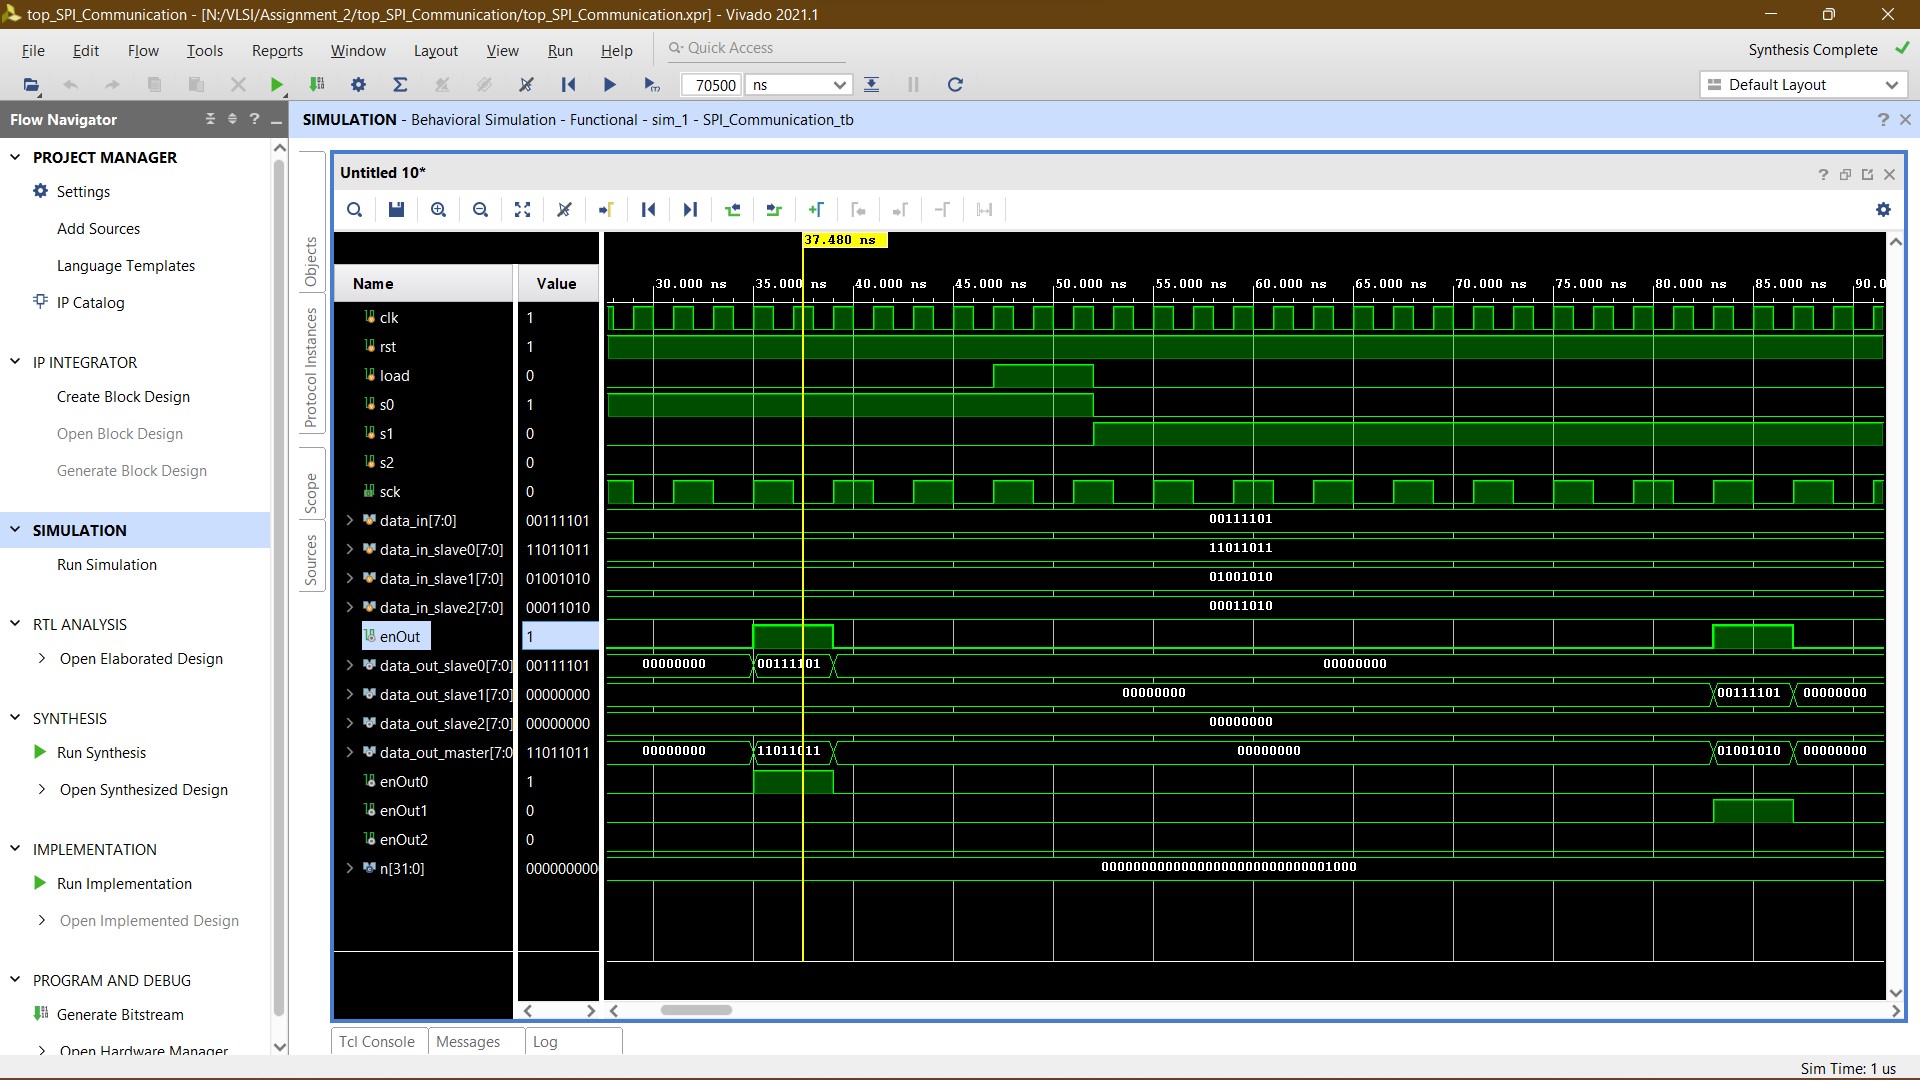 top_SPI_Communication - [N:/VLSI/Assignment_2/top_SPI_Communication/top_SPI_Communication.xpr] - Vivado 2021.1
File Edit Flow Tools Reports Window Layout View Run Help Quick Access Synthesis Complete
70500 ns Default Layout
Flow Navigator
SIMULATION - Behavioral Simulation - Functional - sim_1 - SPI_Communication_tb
PROJECT MANAGER
Settings
Add Sources
Language Templates
IP Catalog
IP INTEGRATOR
Create Block Design
Open Block Design
Generate Block Design
SIMULATION
Run Simulation
RTL ANALYSIS
Open Elaborated Design
SYNTHESIS
Run Synthesis
Open Synthesized Design
IMPLEMENTATION
Run Implementation
Open Implemented Design
PROGRAM AND DEBUG
Generate Bitstream
Open Hardware Manager
Objects
Protocol Instances
Scope
Sources
Untitled 10*
37.480 ns
Name Value
30.000 ns 35.000 ns 40.000 ns 45.000 ns 50.000 ns 55.000 ns 60.000 ns 65.000 ns 70.000 ns 75.000 ns 80.000 ns 85.000 ns 90.0
clk 1
rst 1
load 0
s0 1
s1 0
s2 0
sck 0
data_in[7:0] 00111101 00111101
data_in_slave0[7:0] 11011011 11011011
data_in_slave1[7:0] 01001010 01001010
data_in_slave2[7:0] 00011010 00011010
enOut 1
data_out_slave0[7:0] 00111101 00000000 00111101 00000000
data_out_slave1[7:0] 00000000 00000000 00111101 00000000
data_out_slave2[7:0] 00000000 00000000
data_out_master[7:0 11011011 00000000 11011011 00000000 01001010 00000000
enOut0 1
enOut1 0
enOut2 0
n[31:0] 000000000 00000000000000000000000000001000
Tcl Console Messages Log
Sim Time: 1 us